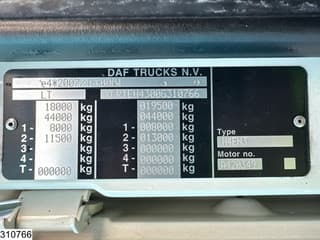 DAF TRUCKS N.V.
LT
18000 kg 019500 kg
44000 kg 044000 kg
1- 8000 kg 1- 008000 kg
2- 11500 kg 2- 013000 kg
3- kg 3- 000000 kg
4- kg 4- 000000 kg
T- 000000 kg T- 000000 kg
Type
Motor no.
310766